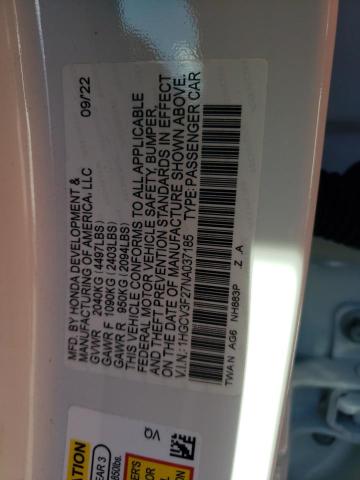 MFD. BY HONDA DEVELOPMENT &
MANUFACTURING OF AMERICA, LLC
09/22
GVWR 2040KG (4497LBS)
GAWR F 1090KG (2403LBS)
GAWR R 950KG (2094LBS)
THIS VEHICLE CONFORMS TO ALL APPLICABLE
FEDERAL MOTOR VEHICLE SAFETY, BUMPER,
AND THEFT PREVENTION STANDARDS IN EFFECT
ON THE DATE OF MANUFACTURE SHOWN ABOVE.
V.I.N.: 1HGCV3F27NA037185 TYPE: PASSENGER CAR
TWAN AG6 NH883P .Z .A
VQ